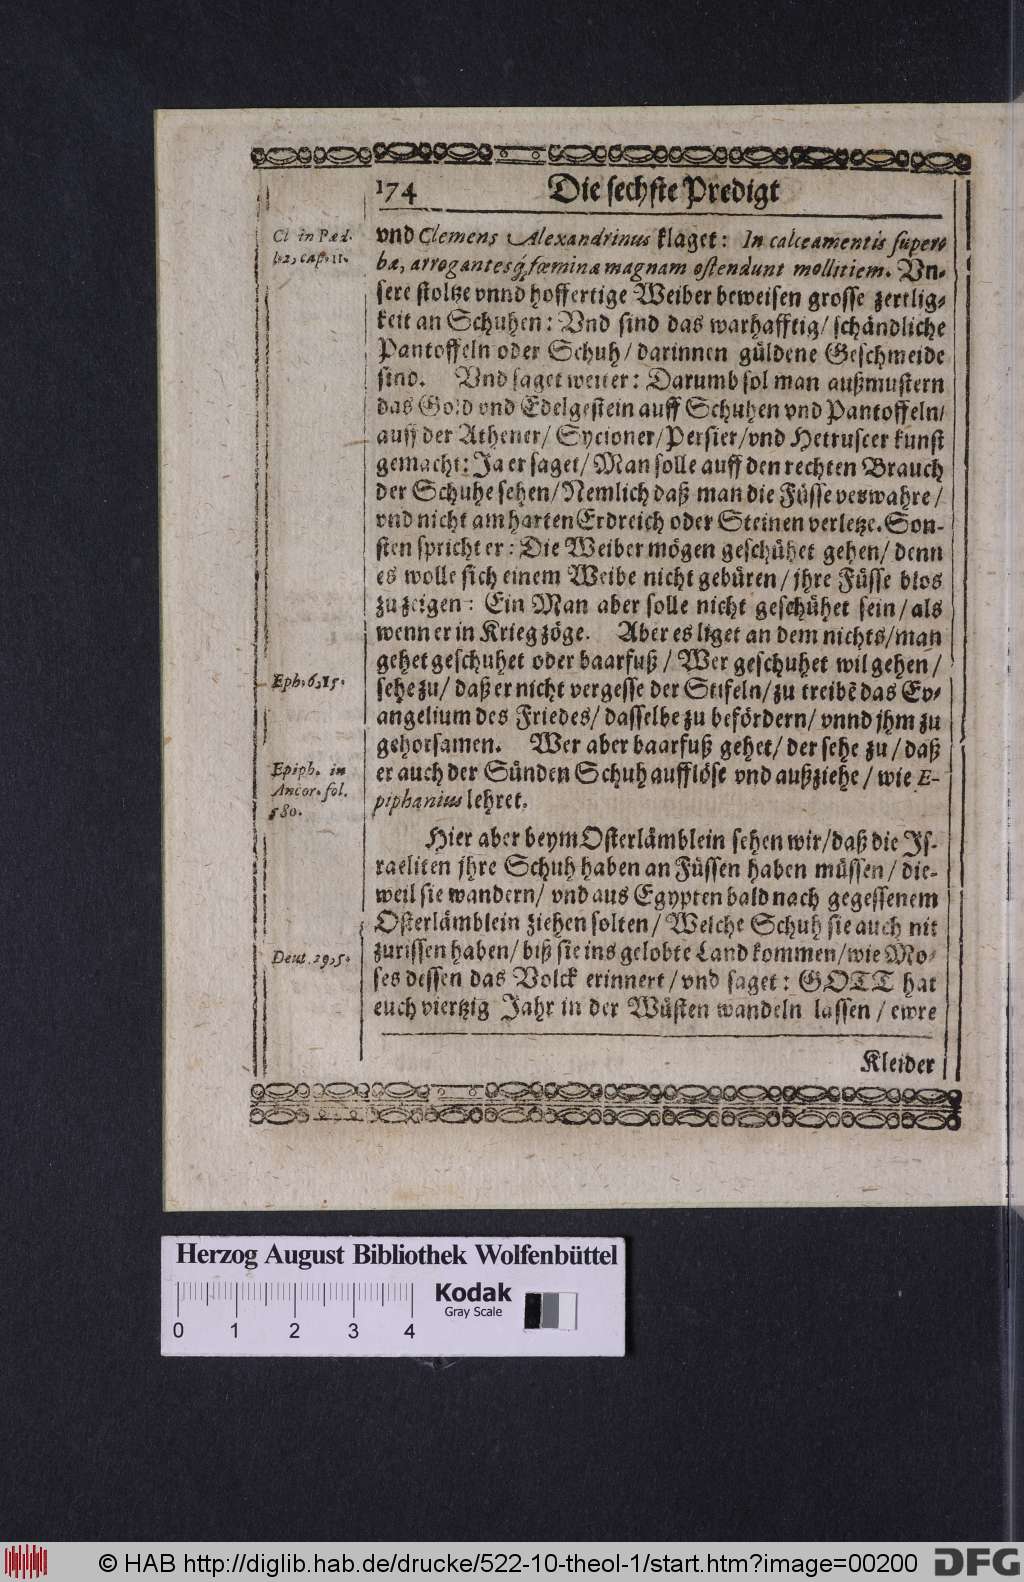 174 Die sechste Predigt
Cl. in Pæd.
l. 2, cap. 11.
vnd Clemens Alexandrinus klaget: In calceamentis super-
bæ, arrogantesq́; fœminæ magnam ostendunt mollitiem. Vn-
sere stoltze vnnd hoffertige Weiber beweisen grosse zertlig-
keit an Schuhen: Vnd sind das warhafftig/ schändliche
Pantoffeln oder Schuh/ darinnen güldene Geschmeide
sind. Vnd saget weiter: Darumb sol man außmustern
das Gold vnd Edelgestein auff Schuhen vnd Pantoffeln/
auff der Athener/ Sycioner/ Persier/ vnd Hetruscer kunst
gemacht: Ja er saget/ Man solle auff den rechten Brauch
der Schuhe sehen/ Nemlich daß man die Füsse verwahre/
vnd nicht am harten Erdreich oder Steinen verletze. Son-
sten spricht er: Die Weiber mögen geschühet gehen/ denn
es wolle sich einem Weibe nicht gebüren/ jhre Füsse blos
zu zeigen: Ein Man aber solle nicht geschühet sein/ als
wenn er in Krieg zöge. Aber es liget an dem nichts/ man
gehet geschuhet oder baarfuß/ Wer geschuhet wil gehen/
Eph. 6, 15.
sehe zu/ daß er nicht vergesse der Stifeln/ zu treibē das Ev-
angelium des Friedes/ dasselbe zu befördern/ vnnd jhm zu
gehorsamen. Wer aber baarfuß gehet/ der sehe zu/ daß
Epiph. in
Ancor. fol.
580.
er auch der Sünden Schuh aufflöse vnd außziehe/ wie E-
piphanius lehret.
Hier aber beym Osterlämblein sehen wir/ daß die Js-
raeliten jhre Schuh haben an Füssen haben müssen/ die-
weil sie wandern/ vnd aus Egypten bald nach gegessenem
Osterlämblein ziehen solten/ Welche Schuh sie auch nit
Deut. 29, 5.
zurissen haben/ biß sie ins gelobte Land kommen/ wie Mo-
ses dessen das Volck erinnert/ vnd saget: GOTT hat
euch viertzig Jahr in der Wüsten wandeln lassen/ ewre
Kleider
Herzog August Bibliothek Wolfenbüttel
Kodak
Gray Scale
0 1 2 3 4
© HAB http://diglib.hab.de/drucke/522-10-theol-1/start.htm?image=00200 DFG